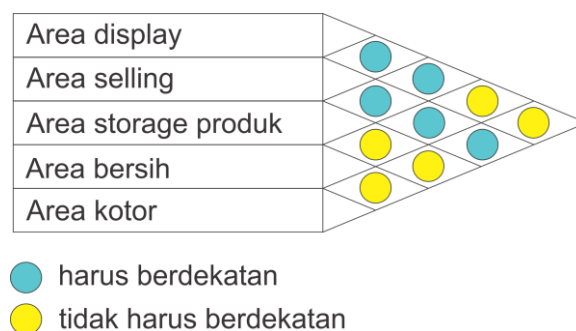 Area display
Area selling
Area storage produk
Area bersih
Area kotor
harus berdekatan
tidak harus berdekatan